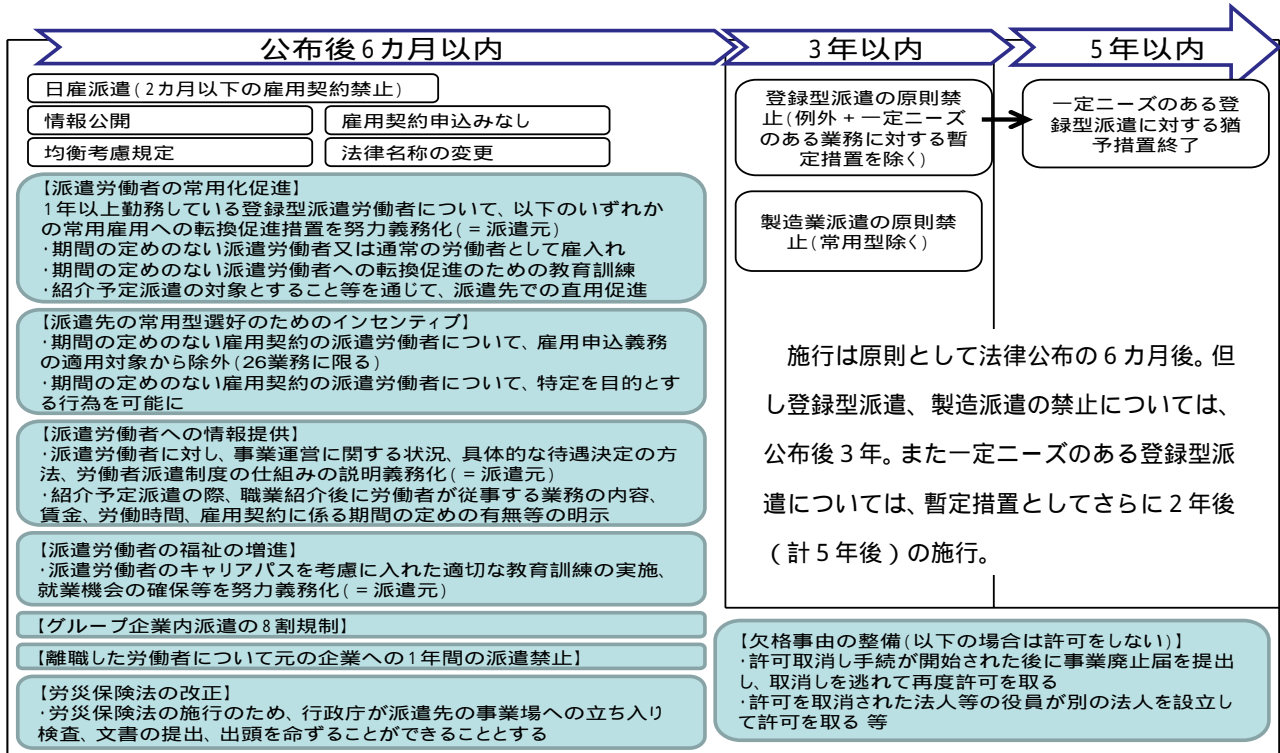 公布後6カ月以内
3年以内
5年以内
日雇派遣(2カ月以下の雇用契約禁止)
情報公開
雇用契約申込みなし
均衡考慮規定
法律名称の変更
【派遣労働者の常用化促進】
1年以上勤務している登録型派遣労働者について、以下のいずれか
の常用雇用への転換促進措置を努力義務化(=派遣元)
・期間の定めのない派遣労働者又は通常の労働者として雇入れ
・期間の定めのない派遣労働者への転換促進のための教育訓練
・紹介予定派遣の対象とすること等を通じて、派遣先での直用促進
【派遣先の常用型選好のためのインセンティブ】
・期間の定めのない雇用契約の派遣労働者について、雇用申込義務
の適用対象から除外(26業務に限る)
・期間の定めのない雇用契約の派遣労働者について、特定を目的とす
る行為を可能に
【派遣労働者への情報提供】
・派遣労働者に対し、事業運営に関する状況、具体的な待遇決定の方
法、労働者派遣制度の仕組みの説明義務化(=派遣元)
・紹介予定派遣の際、職業紹介後に労働者が従事する業務の内容、
賃金、労働時間、雇用契約に係る期間の定めの有無等の明示
【派遣労働者の福祉の増進】
・派遣労働者のキャリアパスを考慮に入れた適切な教育訓練の実施、
就業機会の確保等を努力義務化(=派遣元)
【グループ企業内派遣の8割規制】
【離職した労働者について元の企業への1年間の派遣禁止】
【労災保険法の改正】
・労災保険法の施行のため、行政庁が派遣先の事業場への立ち入り
検査、文書の提出、出頭を命ずることができることとする
登録型派遣の原則禁
止(例外+一定ニーズ
のある業務に対する暫
定措置を除く)
製造業派遣の原則禁
止(常用型除く)
一定ニーズのある登
録型派遣に対する猶
予措置終了
施行は原則として法律公布の6カ月後。但
し登録型派遣、製造派遣の禁止については、
公布後3年。また一定ニーズのある登録型派
遣については、暫定措置としてさらに2年後
(計5年後)の施行。
【欠格事由の整備(以下の場合は許可をしない)】
・許可取消し手続が開始された後に事業廃止届を提出
し、取消しを逃れて再度許可を取る
・許可を取消された法人等の役員が別の法人を設立し
て許可を取る 等